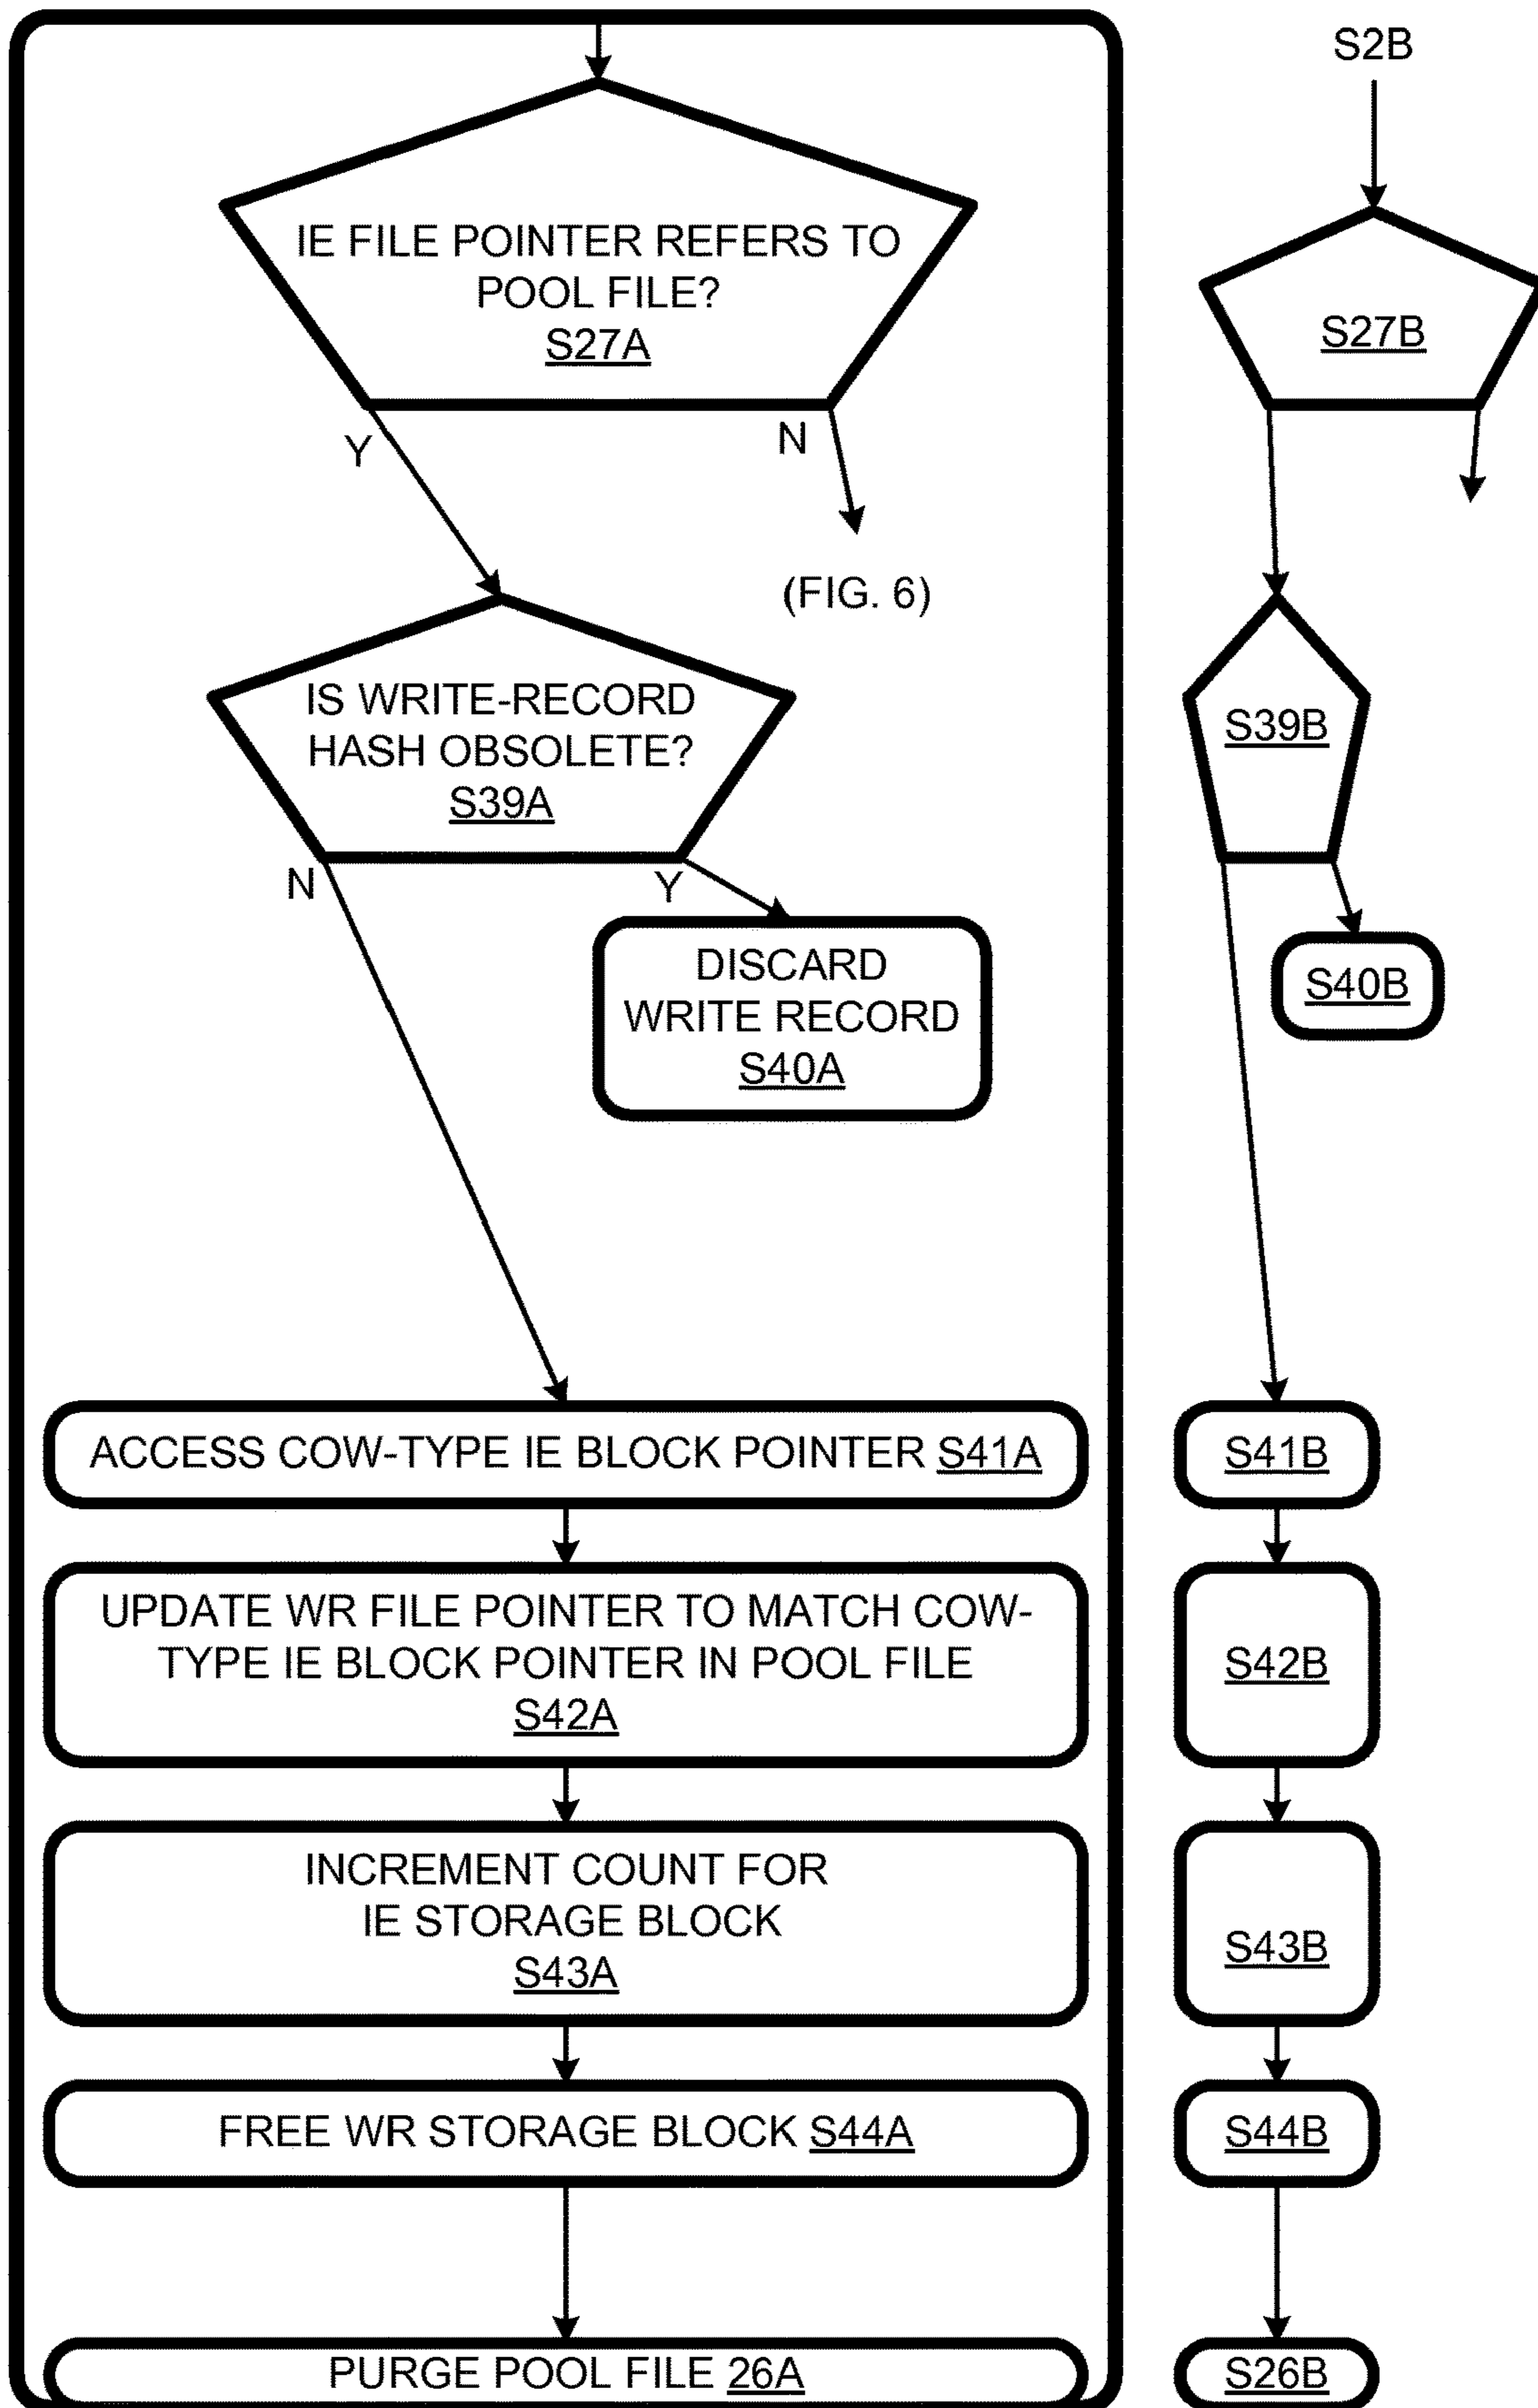 IE FILE POINTER REFERS TO
POOL FILE?
S27A
Y
N
(FIG. 6)
IS WRITE-RECORD
HASH OBSOLETE?
S39A
N
Y
DISCARD
WRITE RECORD
S40A
ACCESS COW-TYPE IE BLOCK POINTER S41A
UPDATE WR FILE POINTER TO MATCH COW-
TYPE IE BLOCK POINTER IN POOL FILE
S42A
INCREMENT COUNT FOR
IE STORAGE BLOCK
S43A
FREE WR STORAGE BLOCK S44A
PURGE POOL FILE 26A
S2B
S27B
S39B
S40B
S41B
S42B
S43B
S44B
S26B